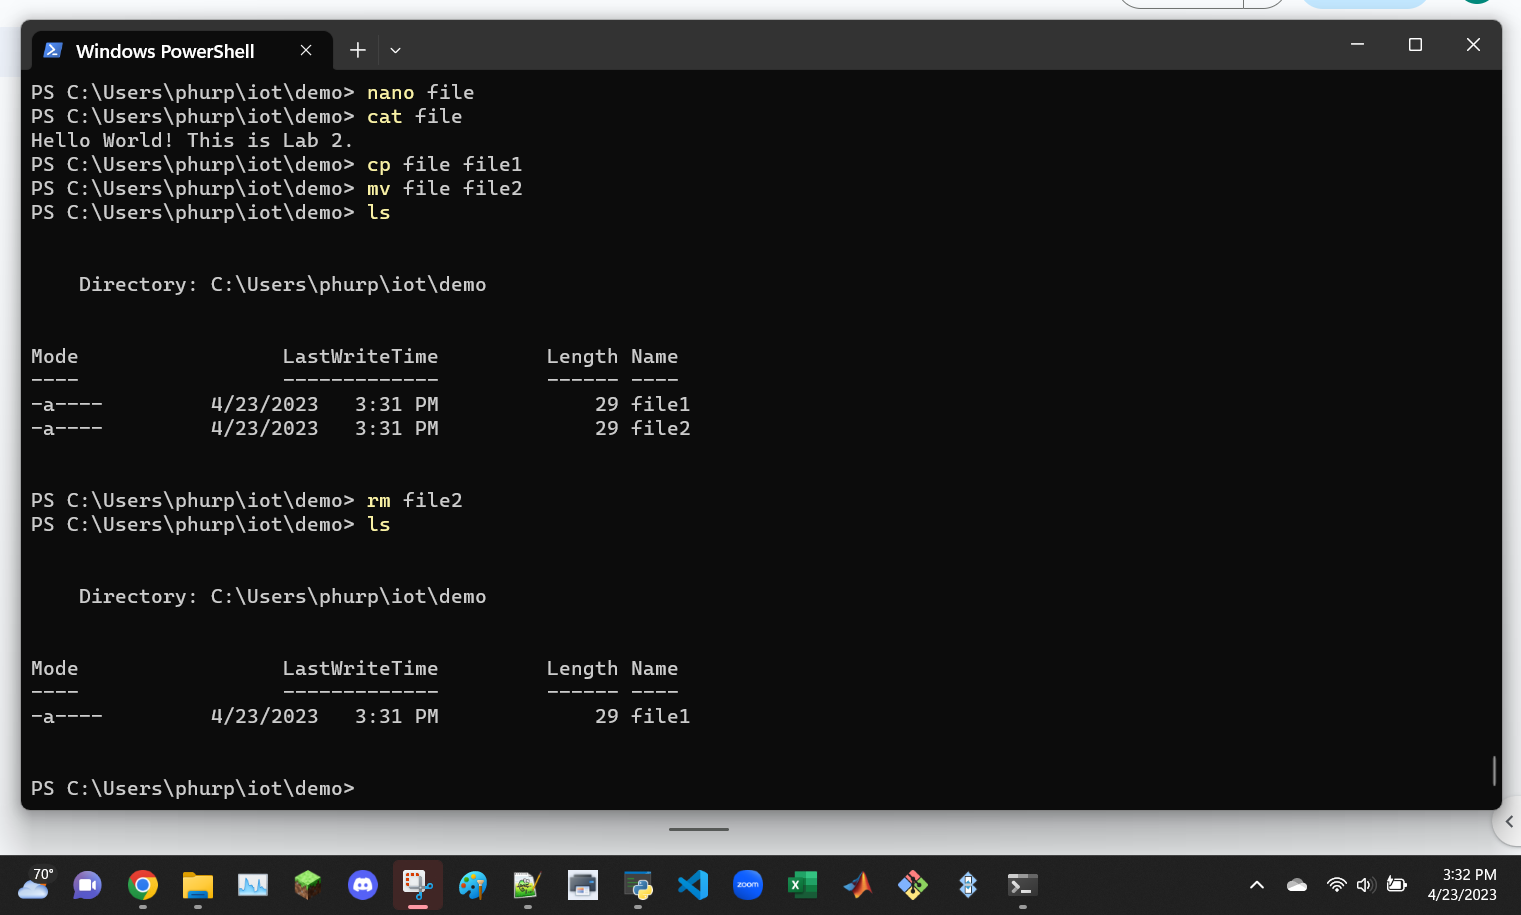 Windows PowerShell
PS C:\Users\phurp\iot\demo> nano file
PS C:\Users\phurp\iot\demo> cat file
Hello World! This is Lab 2.
PS C:\Users\phurp\iot\demo> cp file file1
PS C:\Users\phurp\iot\demo> mv file file2
PS C:\Users\phurp\iot\demo> ls
Directory: C:\Users\phurp\iot\demo
Mode LastWriteTime Length Name
---- ------------- ------ ----
-a---- 4/23/2023 3:31 PM 29 file1
-a---- 4/23/2023 3:31 PM 29 file2
PS C:\Users\phurp\iot\demo> rm file2
PS C:\Users\phurp\iot\demo> ls
Directory: C:\Users\phurp\iot\demo
Mode LastWriteTime Length Name
---- ------------- ------ ----
-a---- 4/23/2023 3:31 PM 29 file1
PS C:\Users\phurp\iot\demo>
70°
zoom
3:32 PM
4/23/2023